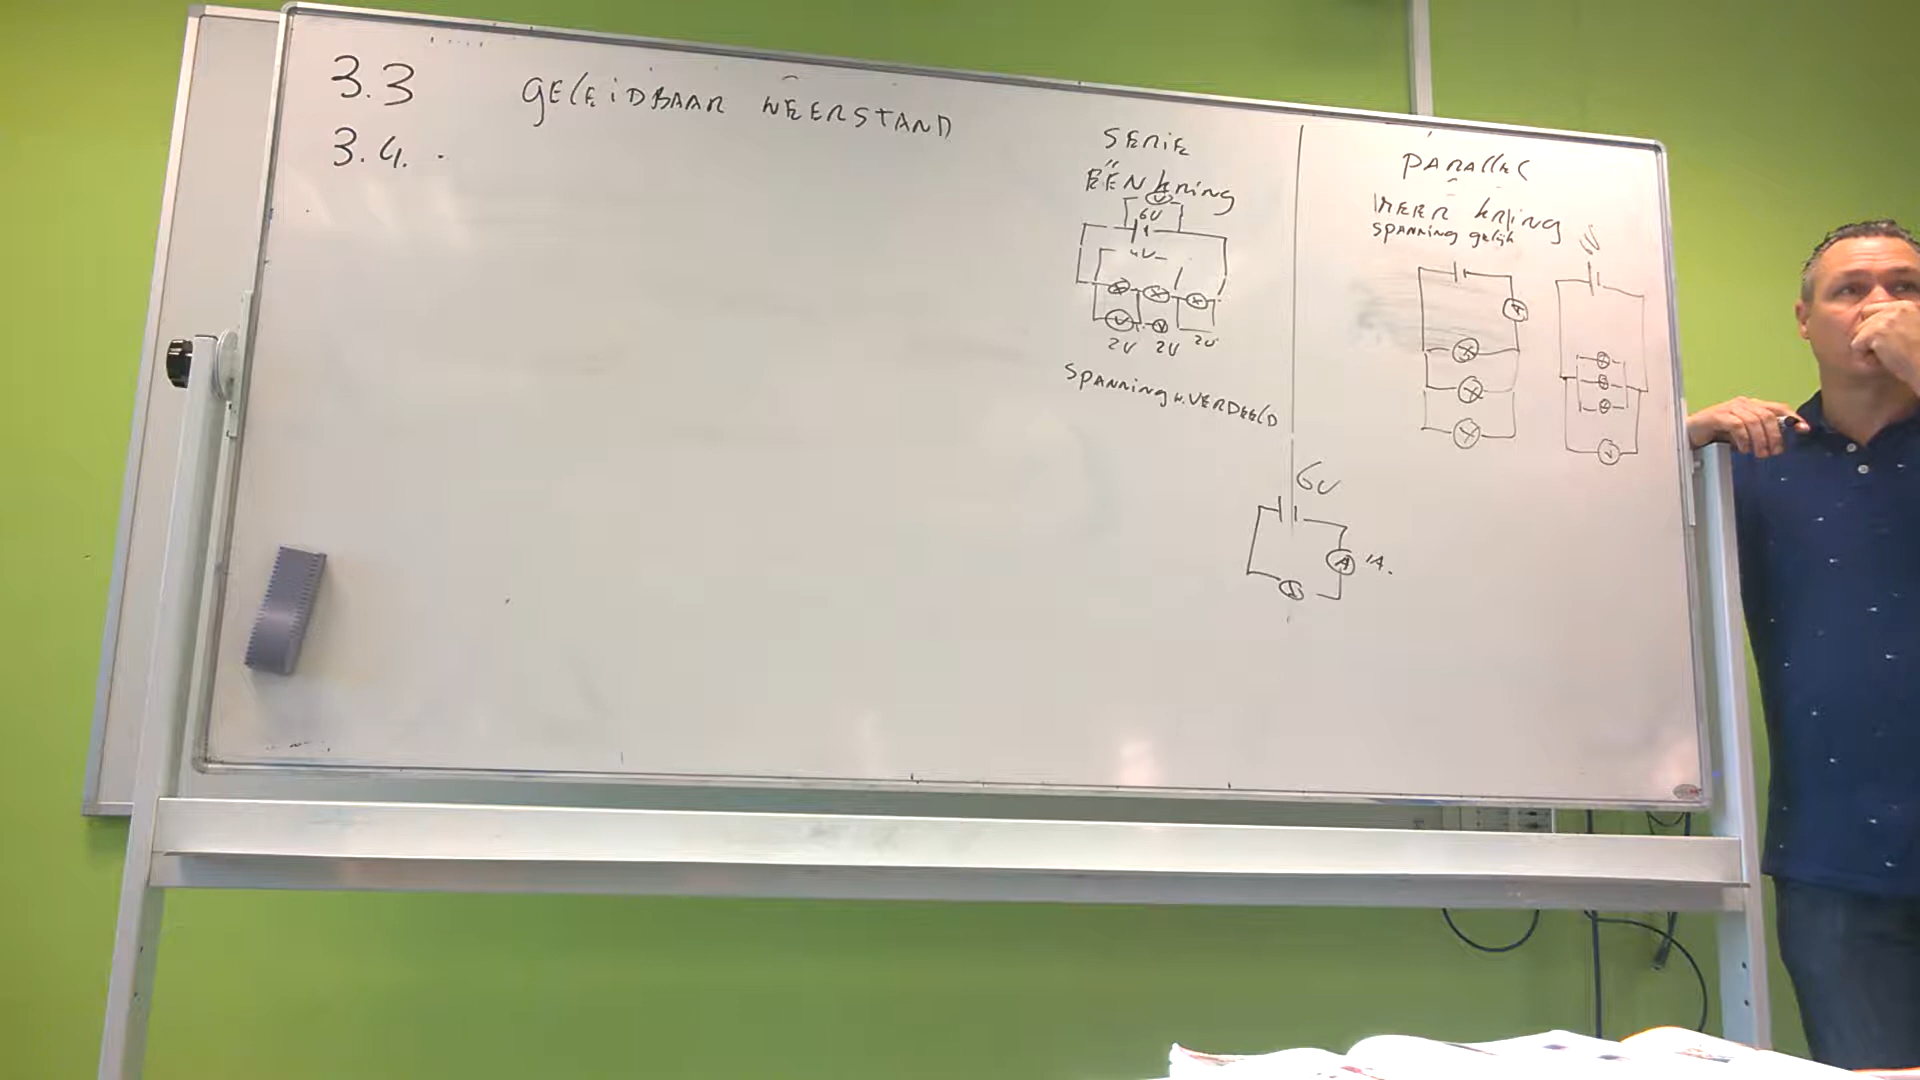 3.3 GELEIDBAAR WEERSTAND
3.4.
SERIE
ÉÉN kRiNg
V
6V
4V
V V
2V 2V 2V
SPANNiNg w. VERDEELD
PARALLEL
MEER kRiNg
SPANNiNg gelijk
A
6V
V
6V
A 1A.